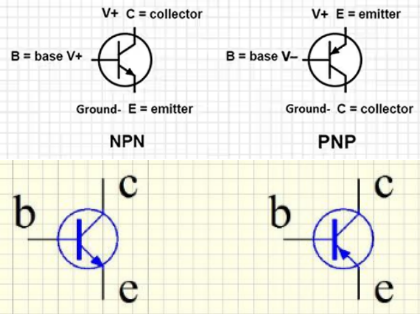 V+ C = collector
V+ E = emitter
B = base V+
B = base V-
Ground- E = emitter
Ground- C = collector
NPN
PNP
c
c
b
b
e
e